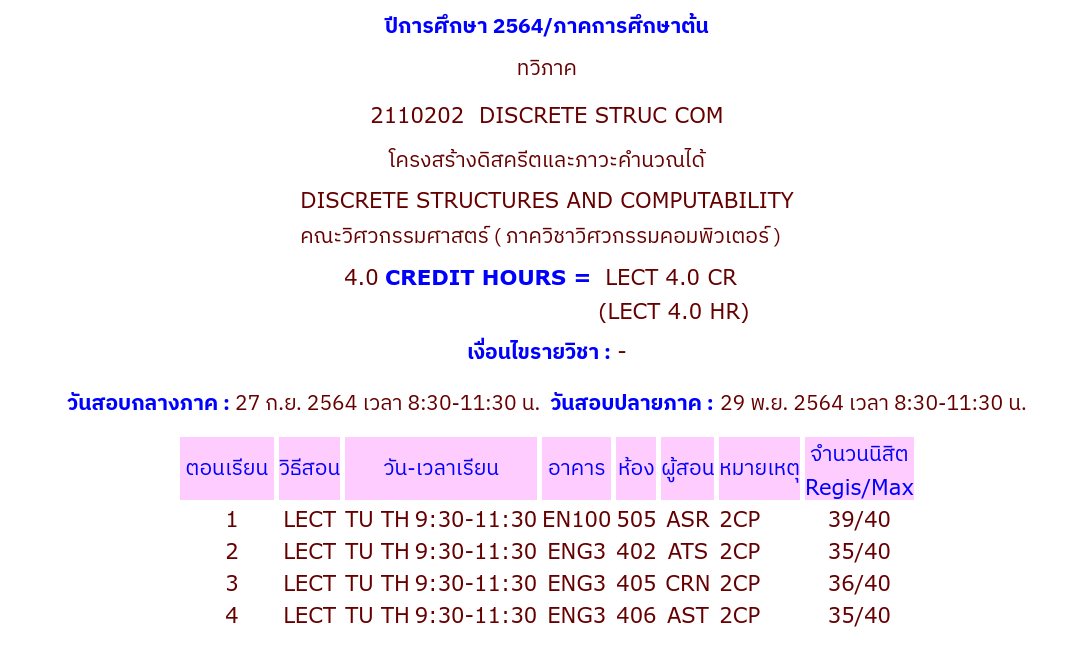 ปีการศึกษา 2564/ภาคการศึกษาต้น
ทวิภาค
2110202 DISCRETE STRUC COM
โครงสร้างดิสครีตและภาวะคำนวณได้
DISCRETE STRUCTURES AND COMPUTABILITY
คณะวิศวกรรมศาสตร์ ( ภาควิชาวิศวกรรมคอมพิวเตอร์ )
4.0 CREDIT HOURS = LECT 4.0 CR
(LECT 4.0 HR)
เงื่อนไขรายวิชา : -
วันสอบกลางภาค : 27 ก.ย. 2564 เวลา 8:30-11:30 น. วันสอบปลายภาค : 29 พ.ย. 2564 เวลา 8:30-11:30 น.
ตอนเรียน วิธีสอน วัน-เวลาเรียน อาคาร ห้อง ผู้สอน หมายเหตุ จำนวนนิสิต
Regis/Max
1 LECT TU TH 9:30-11:30 EN100 505 ASR 2CP 39/40
2 LECT TU TH 9:30-11:30 ENG3 402 ATS 2CP 35/40
3 LECT TU TH 9:30-11:30 ENG3 405 CRN 2CP 36/40
4 LECT TU TH 9:30-11:30 ENG3 406 AST 2CP 35/40